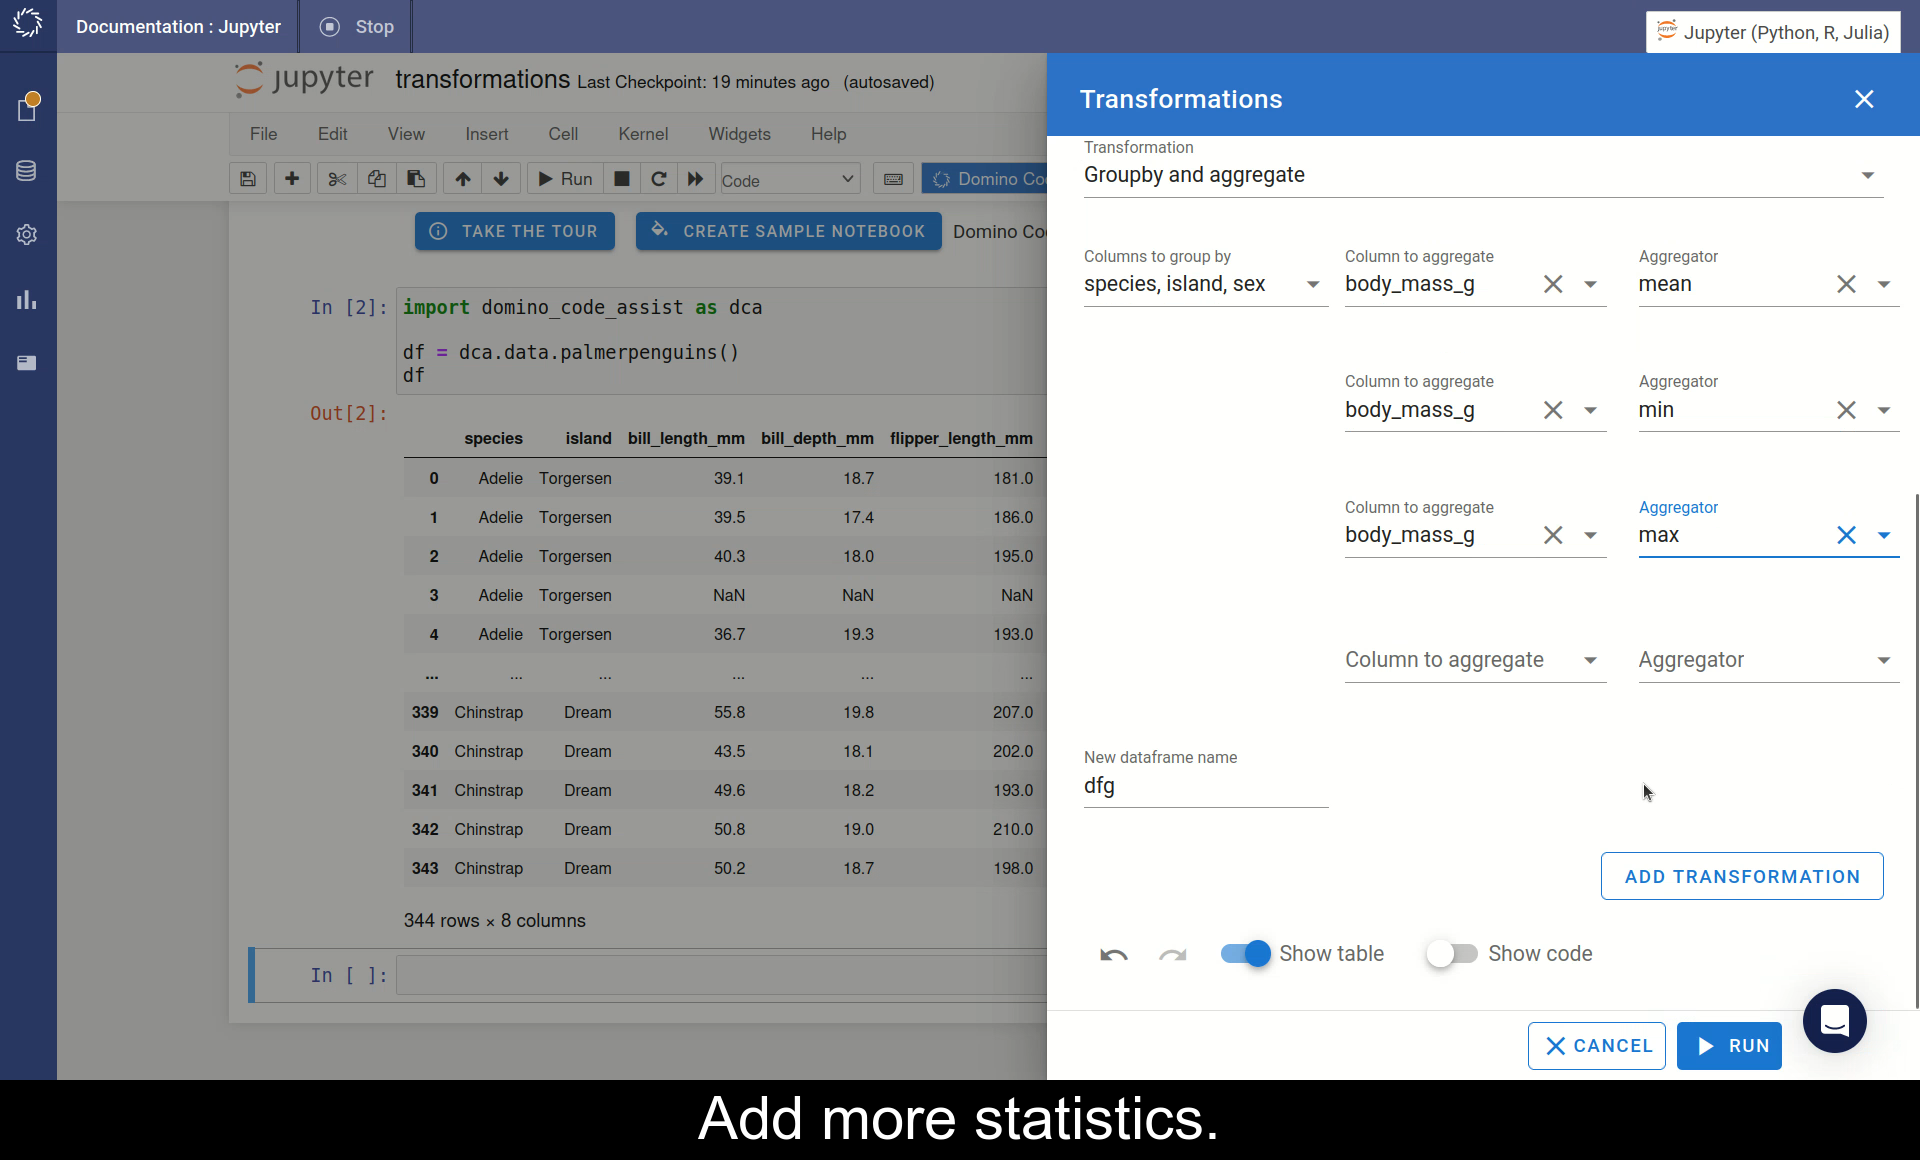 Documentation : Jupyter
Stop
Jupyter (Python, R, Julia)
jupyter transformations Last Checkpoint: 19 minutes ago (autosaved)
File Edit View Insert Cell Kernel Widgets Help
Run Code Domino Co
TAKE THE TOUR CREATE SAMPLE NOTEBOOK Domino Co
In [2]: import domino_code_assist as dca
df = dca.data.palmerpenguins()
df
Out[2]:
species island bill_length_mm bill_depth_mm flipper_length_mm
0 Adelie Torgersen 39.1 18.7 181.0
1 Adelie Torgersen 39.5 17.4 186.0
2 Adelie Torgersen 40.3 18.0 195.0
3 Adelie Torgersen NaN NaN NaN
4 Adelie Torgersen 36.7 19.3 193.0
... ... ... ... ... ...
339 Chinstrap Dream 55.8 19.8 207.0
340 Chinstrap Dream 43.5 18.1 202.0
341 Chinstrap Dream 49.6 18.2 193.0
342 Chinstrap Dream 50.8 19.0 210.0
343 Chinstrap Dream 50.2 18.7 198.0
344 rows × 8 columns
In [ ]:
Transformations
Transformation
Groupby and aggregate
Columns to group by Column to aggregate Aggregator
species, island, sex body_mass_g mean
Column to aggregate Aggregator
body_mass_g min
Column to aggregate Aggregator
body_mass_g max
Column to aggregate Aggregator
New dataframe name
dfg
ADD TRANSFORMATION
Show table Show code
CANCEL RUN
Add more statistics.